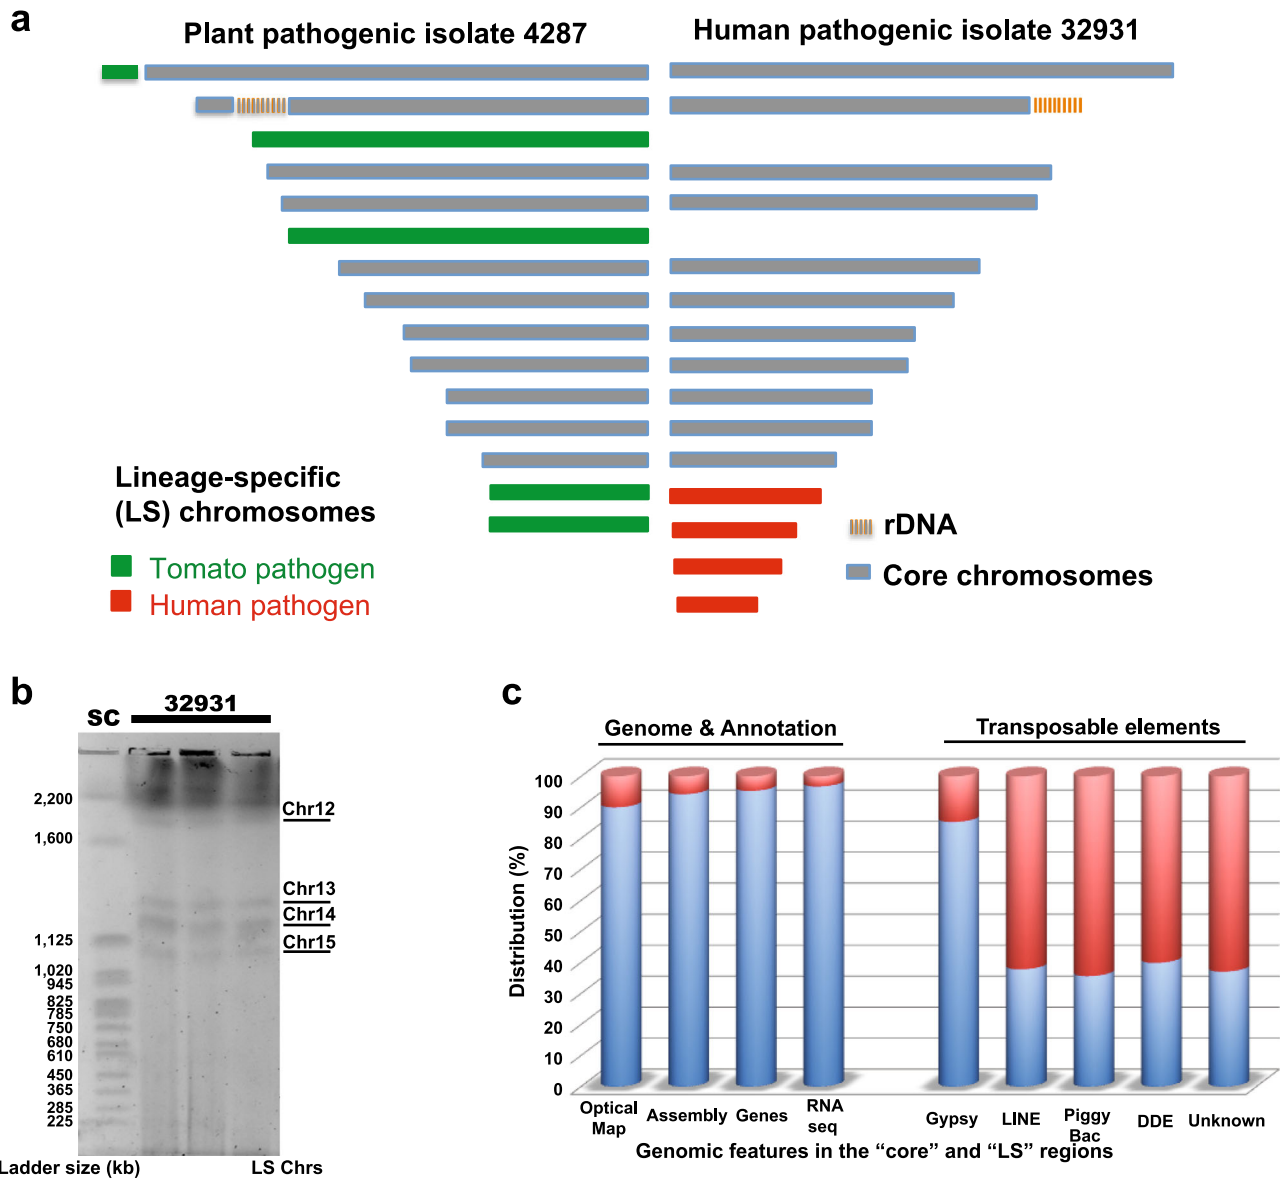 a
Plant pathogenic isolate 4287
Human pathogenic isolate 32931
Lineage-specific
(LS) chromosomes
Tomato pathogen
Human pathogen
rDNA
Core chromosomes
b
SC
32931
2,200
1,600
1,125
1,020
945
825
785
750
680
610
450
365
285
225
Chr12
Chr13
Chr14
Chr15
Ladder size (kb)
LS Chrs
c
Genome & Annotation
Transposable elements
Distribution (%)
100
90
80
70
60
50
40
30
20
10
0
Optical
Map
Assembly
Genes
RNA
seq
Gypsy
LINE
Piggy
Bac
DDE
Unknown
Genomic features in the “core” and “LS” regions